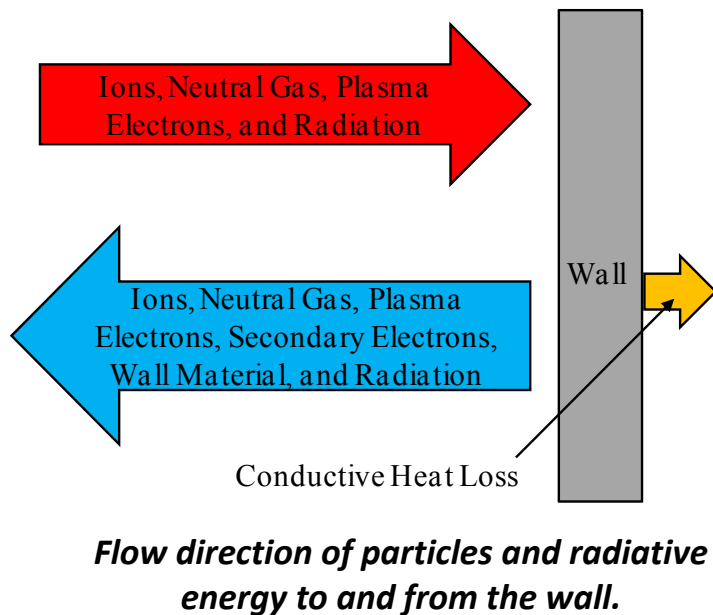 Ions, Neutral Gas, Plasma
Electrons, and Radiation
Wall
Ions, Neutral Gas, Plasma
Electrons, Secondary Electrons,
Wall Material, and Radiation
Conductive Heat Loss
Flow direction of particles and radiative
energy to and from the wall.